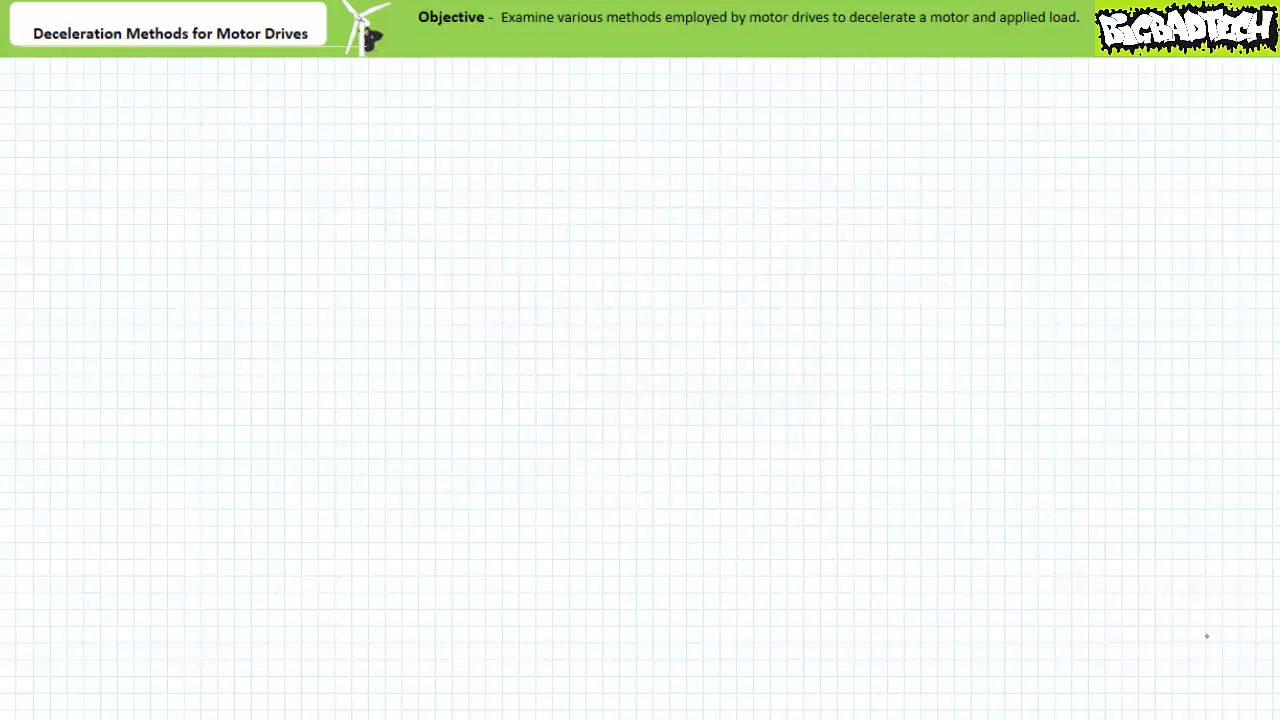 Deceleration Methods for Motor Drives
Objective - Examine various methods employed by motor drives to decelerate a motor and applied load.
BIGBADTECH